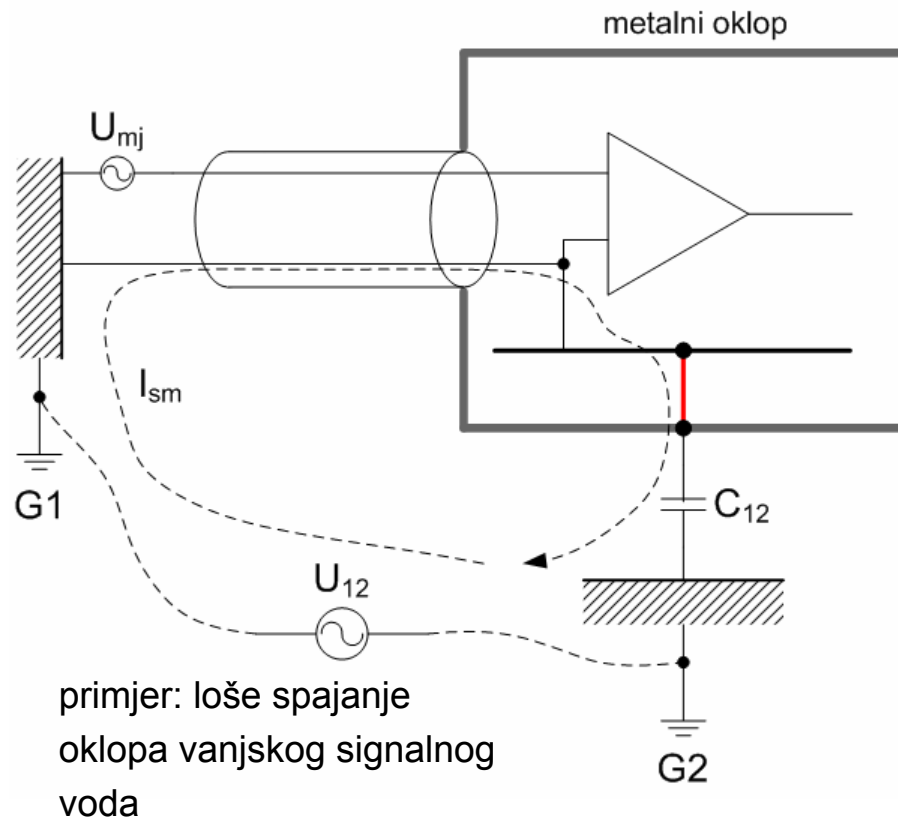 metalni oklop
U_mj
I_sm
G1
C_12
U_12
primjer: loše spajanje
oklopa vanjskog signalnog
voda
G2